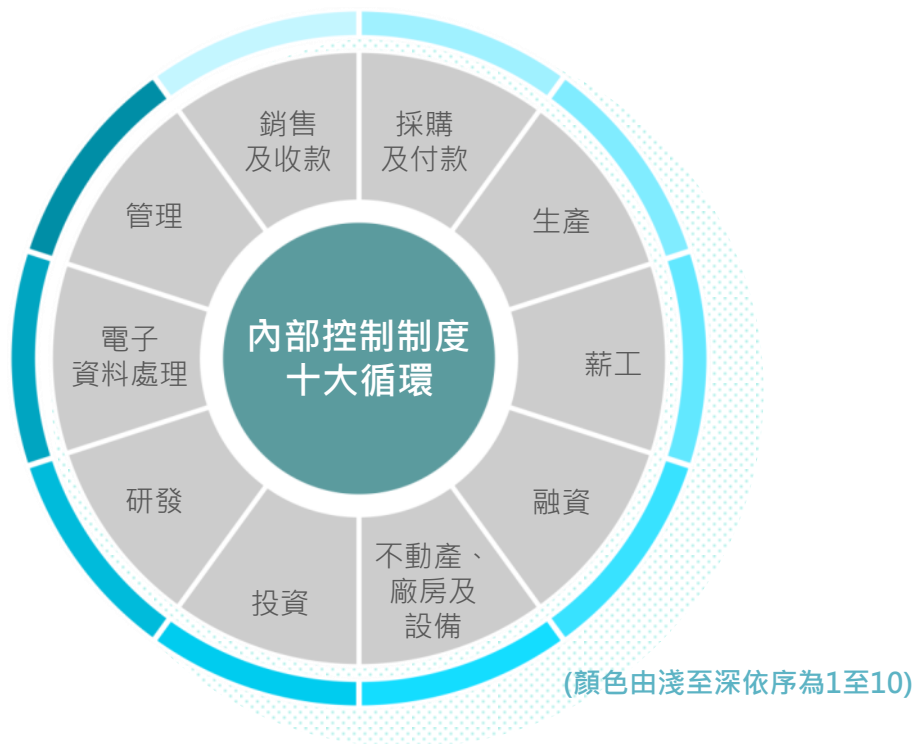 銷售
及收款
採購
及付款
生產
薪工
融資
不動產、
廠房及
設備
投資
研發
電子
資料處理
管理
內部控制制度
十大循環
(顏色由淺至深依序為1至10)